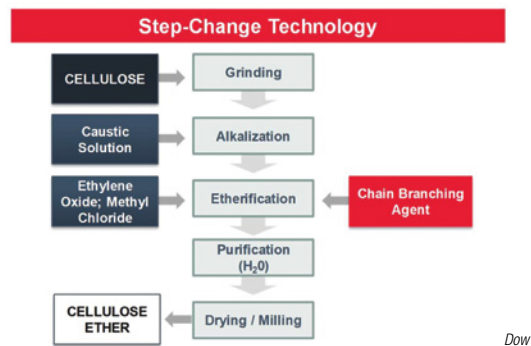 Step-Change Technology
CELLULOSE
Grinding
Caustic
Solution
Alkalization
Ethylene
Oxide; Methyl
Chloride
Etherification
Chain Branching
Agent
Purification
(H₂0)
CELLULOSE
ETHER
Drying / Milling
Dow